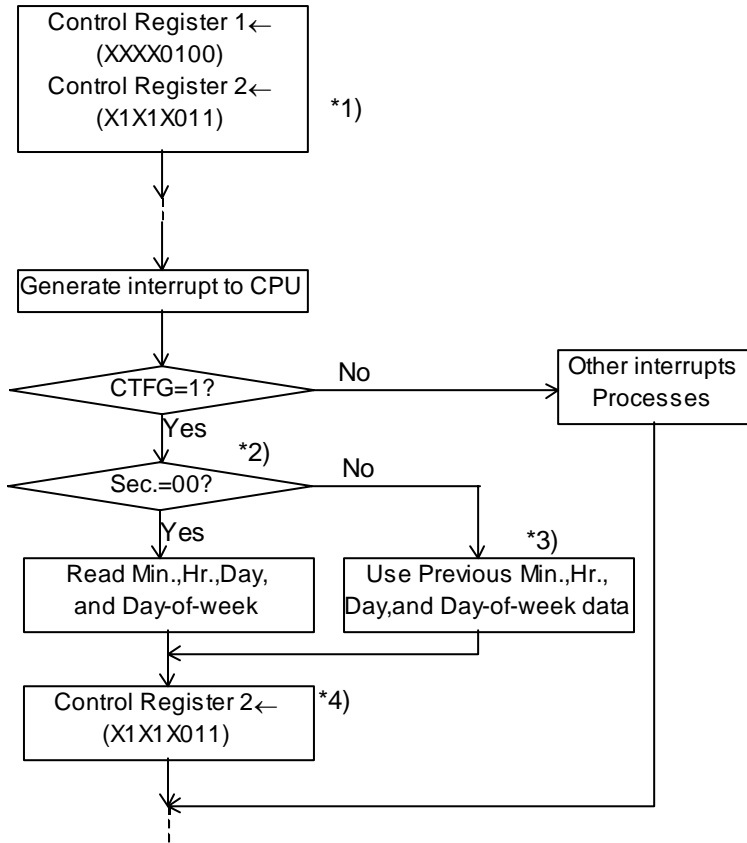 Control Register 1←
(XXXX0100)
Control Register 2←
(X1X1X011)
*1)
Generate interrupt to CPU
CTFG=1?
No
Other interrupts
Processes
Yes
*2)
Sec.=00?
No
Yes
*3)
Read Min.,Hr.,Day,
and Day-of-week
Use Previous Min.,Hr.,
Day,and Day-of-week data
Control Register 2←
(X1X1X011)
*4)